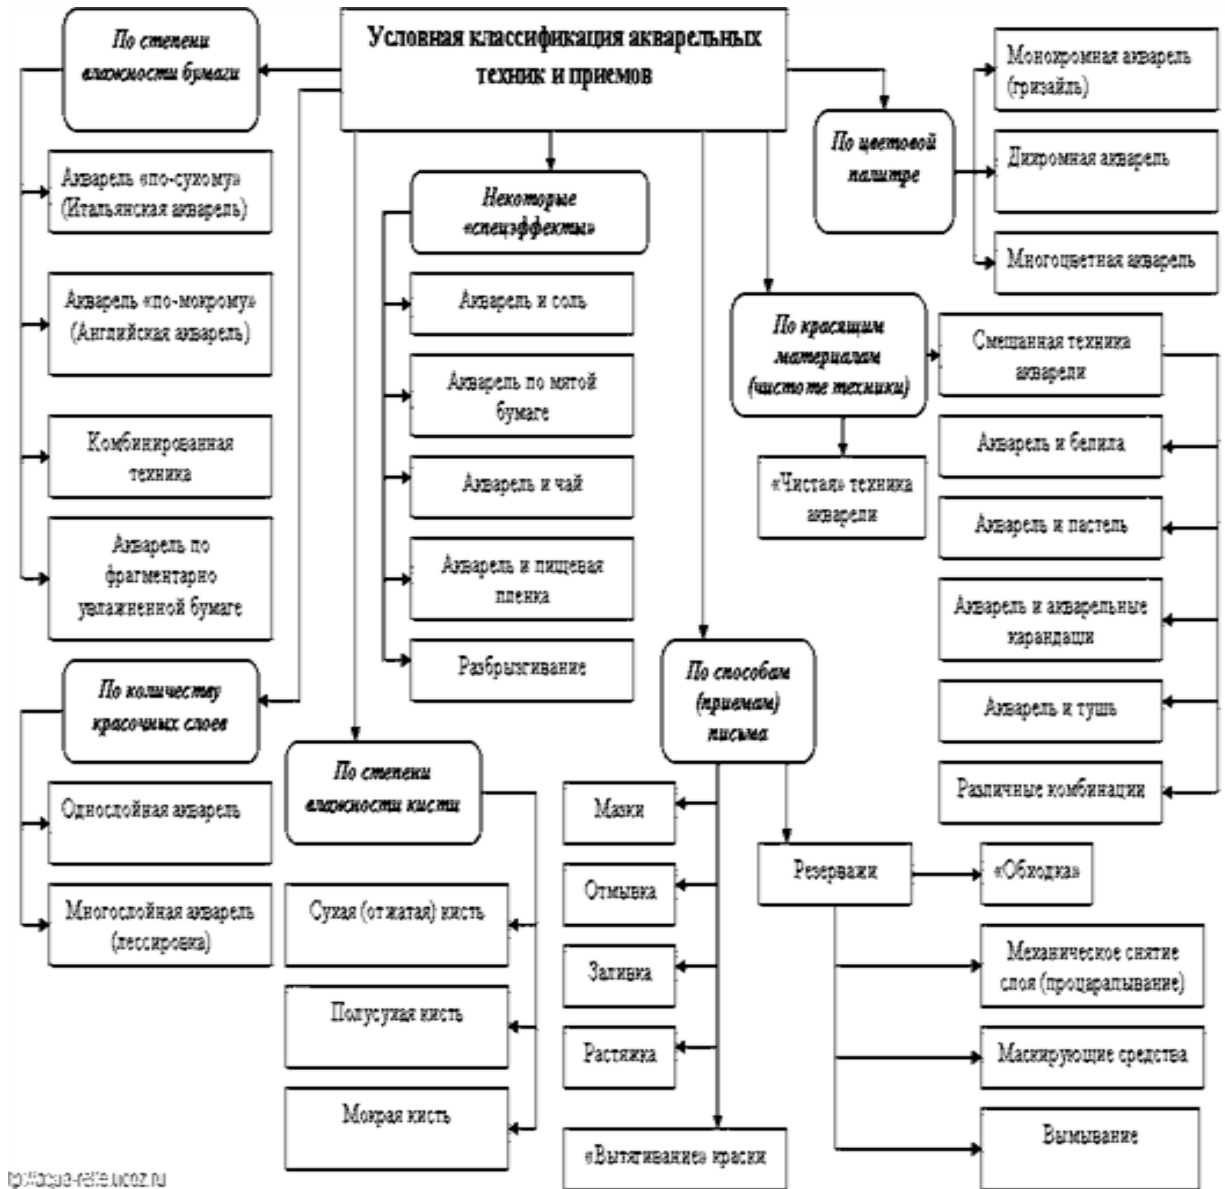 Условная классификация акварельных
техник и приемов
По степени
влажности бумаги
Акварель «по-сухому»
(Итальянская акварель)
Акварель «по-мокрому»
(Английская акварель)
Комбинированная
техника
Акварель по
фрагментарно
увлажненной бумаге
По количеству
красочных слоев
Однослойная акварель
Многослойная акварель
(лессировка)
По степени
влажности кисти
Сухая (отжатая) кисть
Полусухая кисть
Мокрая кисть
Некоторые
«спецэффекты»
Акварель и соль
Акварель по мятой
бумаге
Акварель и чай
Акварель и пищевая
пленка
Разбрызгивание
По способам
(приемам)
письма
Мазки
Отмывка
Заливка
Растяжка
«Вытягивание» краски
Резерважи
«Обходка»
Механическое снятие
слоя (процарапывание)
Маскирующие средства
Вымывание
По красящим
материалам
(чистоте техники)
«Чистая» техника
акварели
Смешанная техника
акварели
Акварель и белила
Акварель и пастель
Акварель и акварельные
карандаши
Акварель и тушь
Различные комбинации
По цветовой
палитре
Монохромная акварель
(гризайль)
Дихромная акварель
Многоцветная акварель